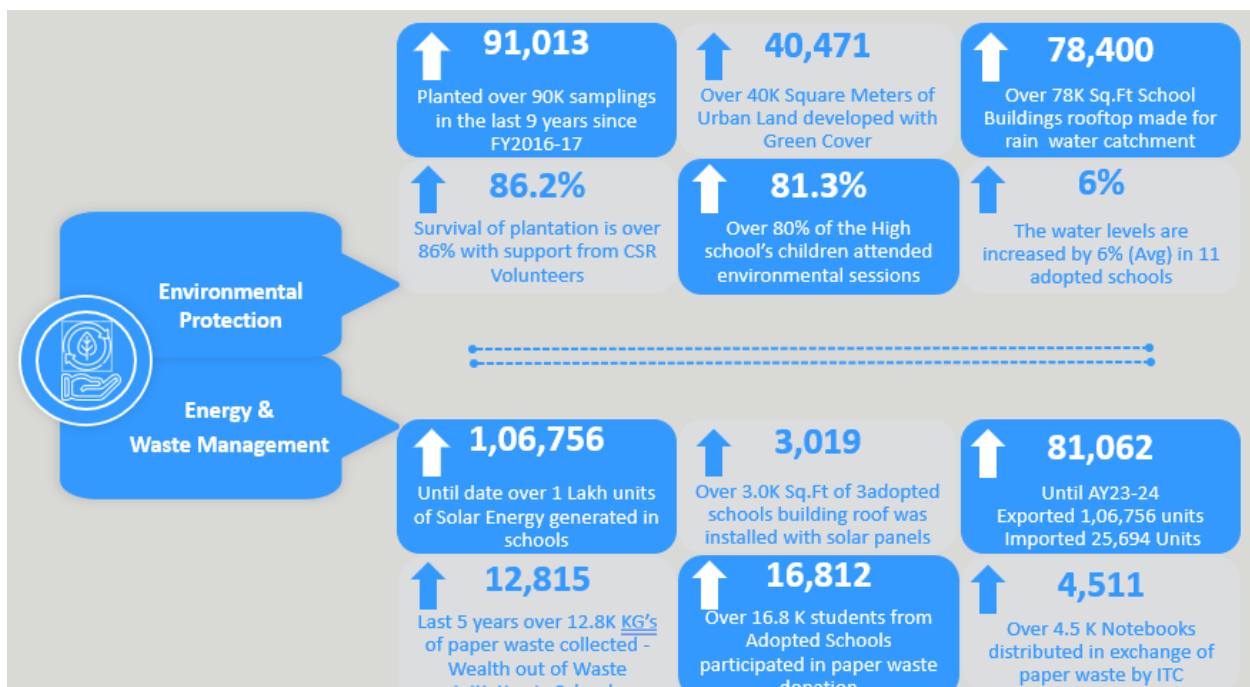 91,013
Planted over 90K samplings
in the last 9 years since
FY2016-17
40,471
Over 40K Square Meters of
Urban Land developed with
Green Cover
78,400
Over 78K Sq.Ft School
Buildings rooftop made for
rain water catchment
86.2%
Survival of plantation is over
86% with support from CSR
Volunteers
81.3%
Over 80% of the High
school’s children attended
environmental sessions
6%
The water levels are
increased by 6% (Avg) in 11
adopted schools
Environmental
Protection
Energy &
Waste Management
1,06,756
Until date over 1 Lakh units
of Solar Energy generated in
schools
3,019
Over 3.0K Sq.Ft of 3adopted
schools building roof was
installed with solar panels
81,062
Until AY23-24
Exported 1,06,756 units
Imported 25,694 Units
12,815
Last 5 years over 12.8K KG’s
of paper waste collected -
Wealth out of Waste
16,812
Over 16.8 K students from
Adopted Schools
participated in paper waste
donation
4,511
Over 4.5 K Notebooks
distributed in exchange of
paper waste by ITC